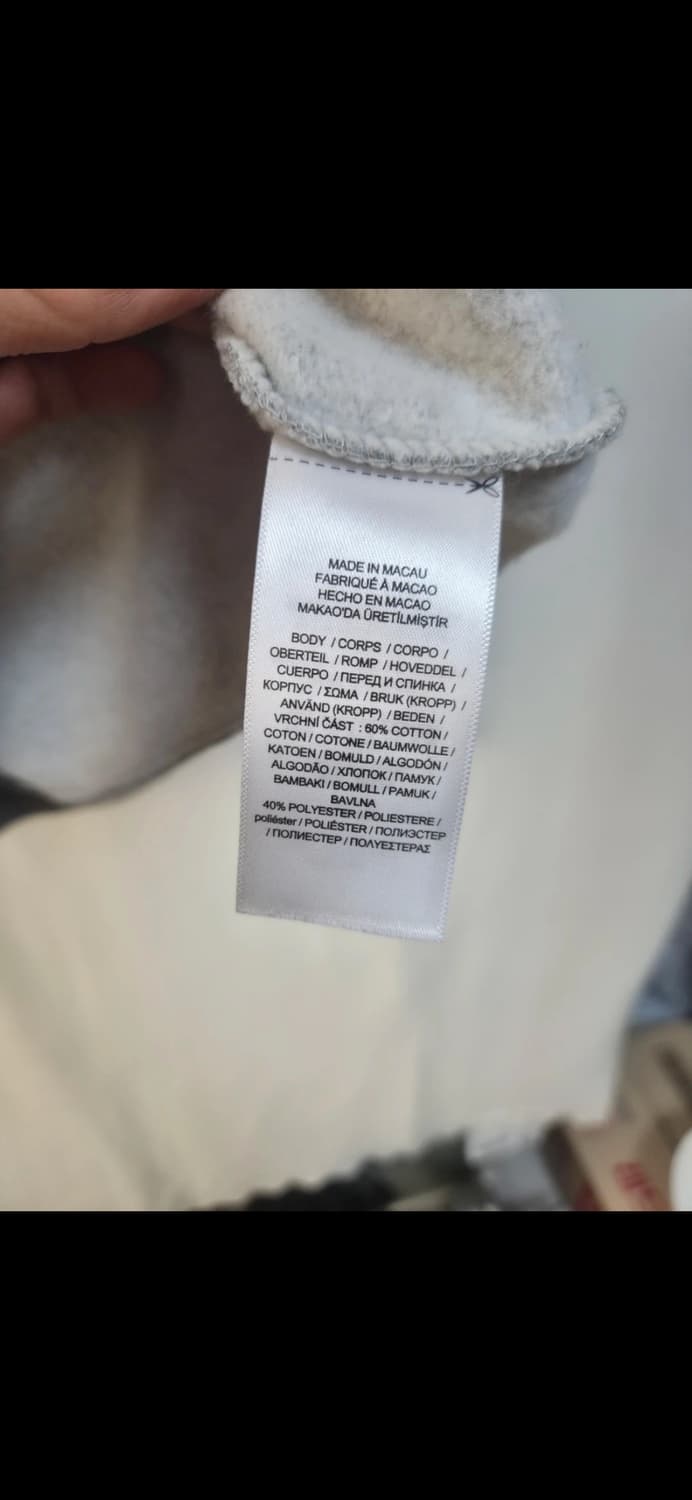 MADE IN MACAU
FABRIQUÉ À MACAO
HECHO EN MACAO
MAKAO'DA ÜRETİLMİŞTİR
BODY / CORPS / CORPO /
OBERTEIL / ROMP / HOVEDDEL /
CUERPO / ПЕРЕД И СПИНКА /
КОРПУС / ΣΩΜΑ / BRUK (KROPP) /
ANVÄND (KROPP) / BEDEN /
VRCHNÍ ČÁST : 60% COTTON /
COTON / COTONE / BAUMWOLLE /
KATOEN / BOMULD / ALGODÓN /
ALGODÃO / ХЛОПОК / ПАМУК /
BAMBAKI / BOMULL / PAMUK /
BAVLNA
40% POLYESTER / POLIESTERE /
poliéster / POLIÉSTER / ПОЛИЭСТЕР
/ ПОЛИЕСТЕР / ΠΟΛΥΕΣΤΕΡΑΣ